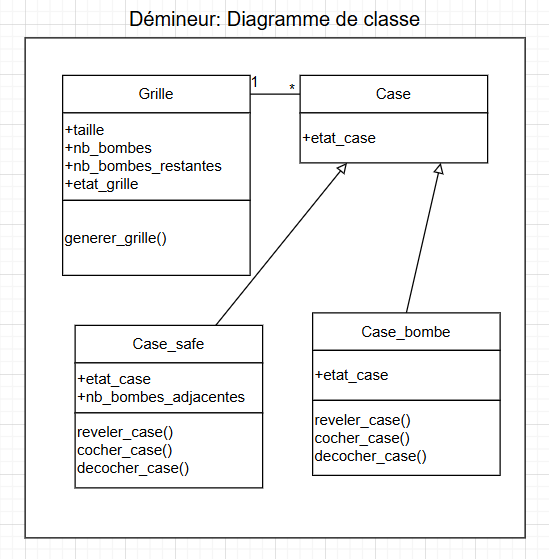 Démineur: Diagramme de classe
Grille
+taille
+nb_bombes
+nb_bombes_restantes
+etat_grille
generer_grille()
1
*
Case
+etat_case
Case_safe
+etat_case
+nb_bombes_adjacentes
reveler_case()
cocher_case()
decocher_case()
Case_bombe
+etat_case
reveler_case()
cocher_case()
decocher_case()